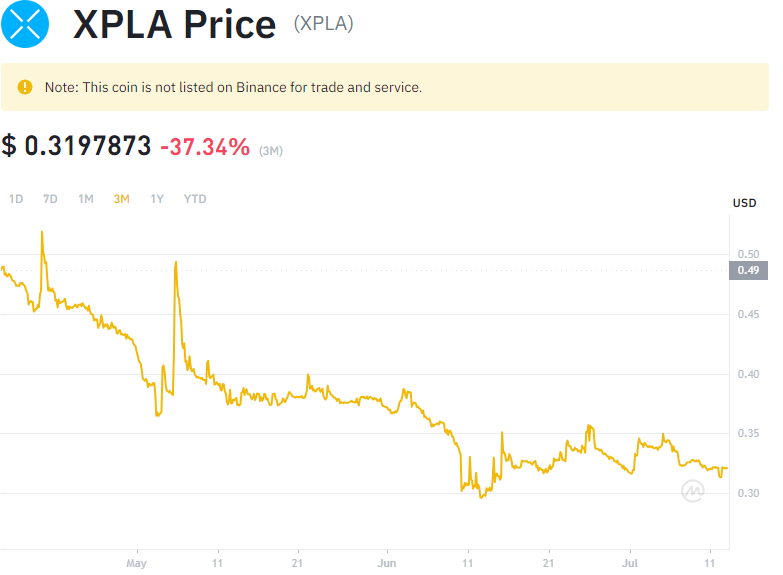 XPLA Price (XPLA)
Note: This coin is not listed on Binance for trade and service.
$ 0.3197873 -37.34% (3M)
1D 7D 1M 3M 1Y YTD
USD
0.50
0.49
0.45
0.40
0.35
0.30
May 11 21 Jun 11 21 Jul 11